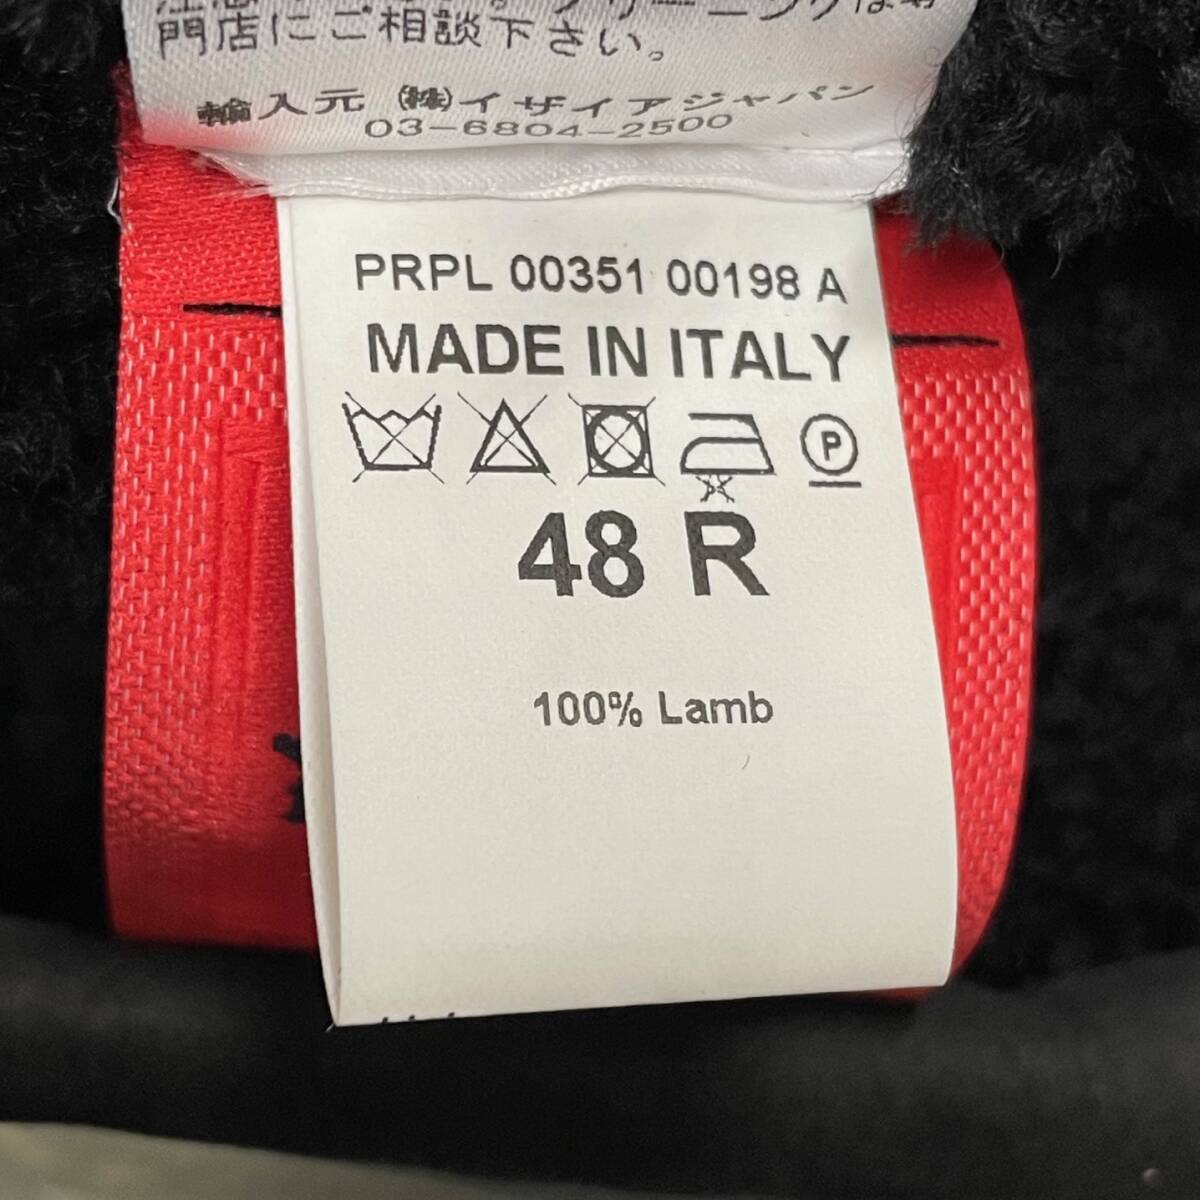 門店にご相談下さい。
輸入元 (株)イザイアジャパン
03-6804-2500
PRPL 00351 00198 A
MADE IN ITALY
P
48 R
100% Lamb